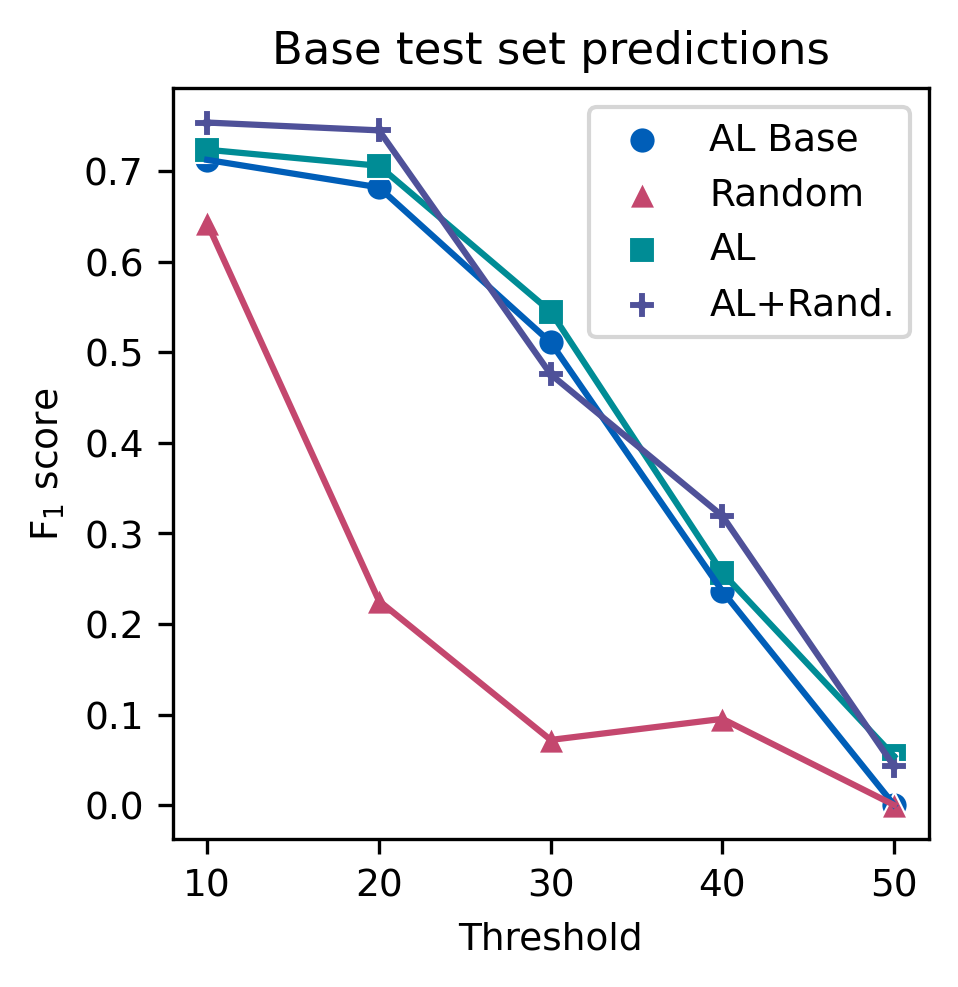 Base test set predictions
AL Base
Random
AL
AL+Rand.
F₁ score
0.7
0.6
0.5
0.4
0.3
0.2
0.1
0.0
10 20 30 40 50
Threshold